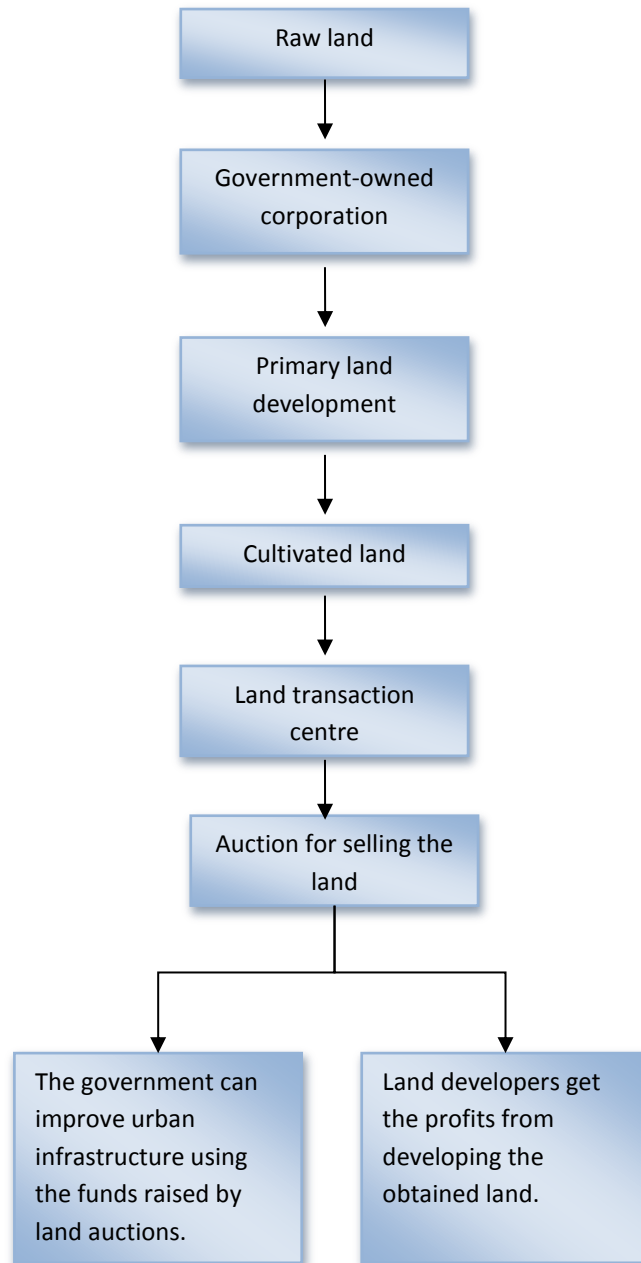 Raw land
Government-owned
corporation
Primary land
development
Cultivated land
Land transaction
centre
Auction for selling the
land
The government can
improve urban
infrastructure using
the funds raised by
land auctions.
Land developers get
the profits from
developing the
obtained land.